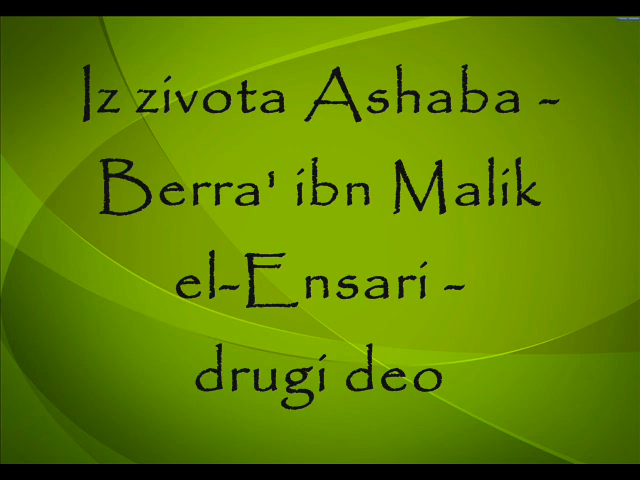 Iz zivota Ashaba -
Berra' ibn Malik
el-Ensari -
drugi deo